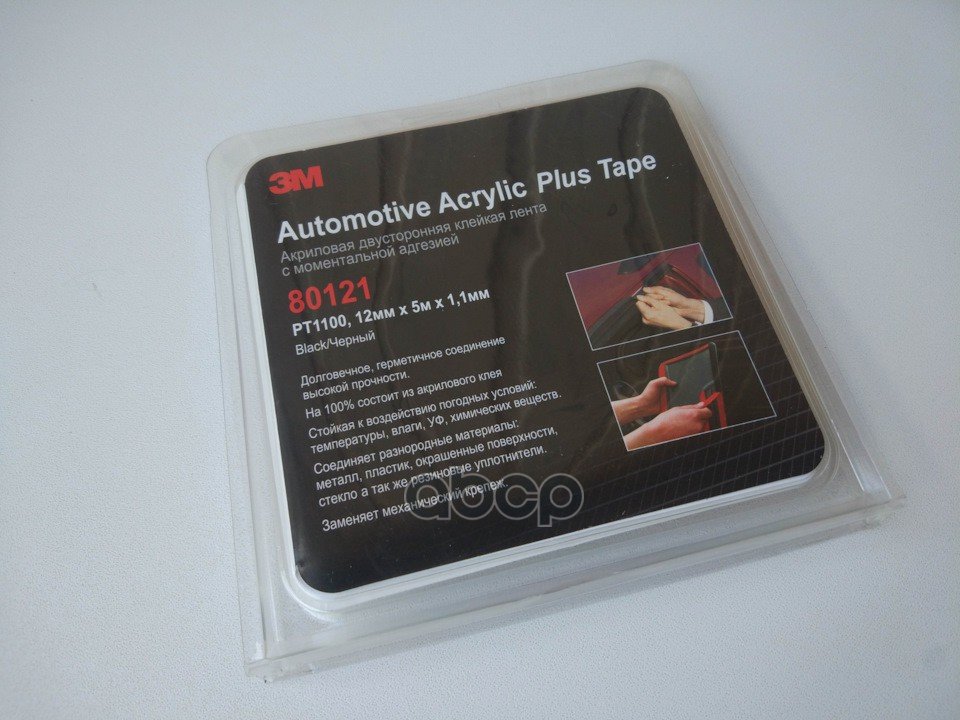 3M
Automotive Acrylic Plus Tape
Акриловая двусторонняя клейкая лента
с моментальной адгезией
80121
PT1100, 12мм x 5м x 1,1мм
Black/Черный
Долговечное, герметичное соединение
высокой прочности.
На 100% состоит из акрилового клея
Стойкая к воздействию погодных условий:
температуры, влаги, УФ, химических веществ.
Соединяет разнородные материалы:
металл, пластик, окрашенные поверхности,
стекло а так же резиновые уплотнители.
Заменяет механический крепеж.
abcp